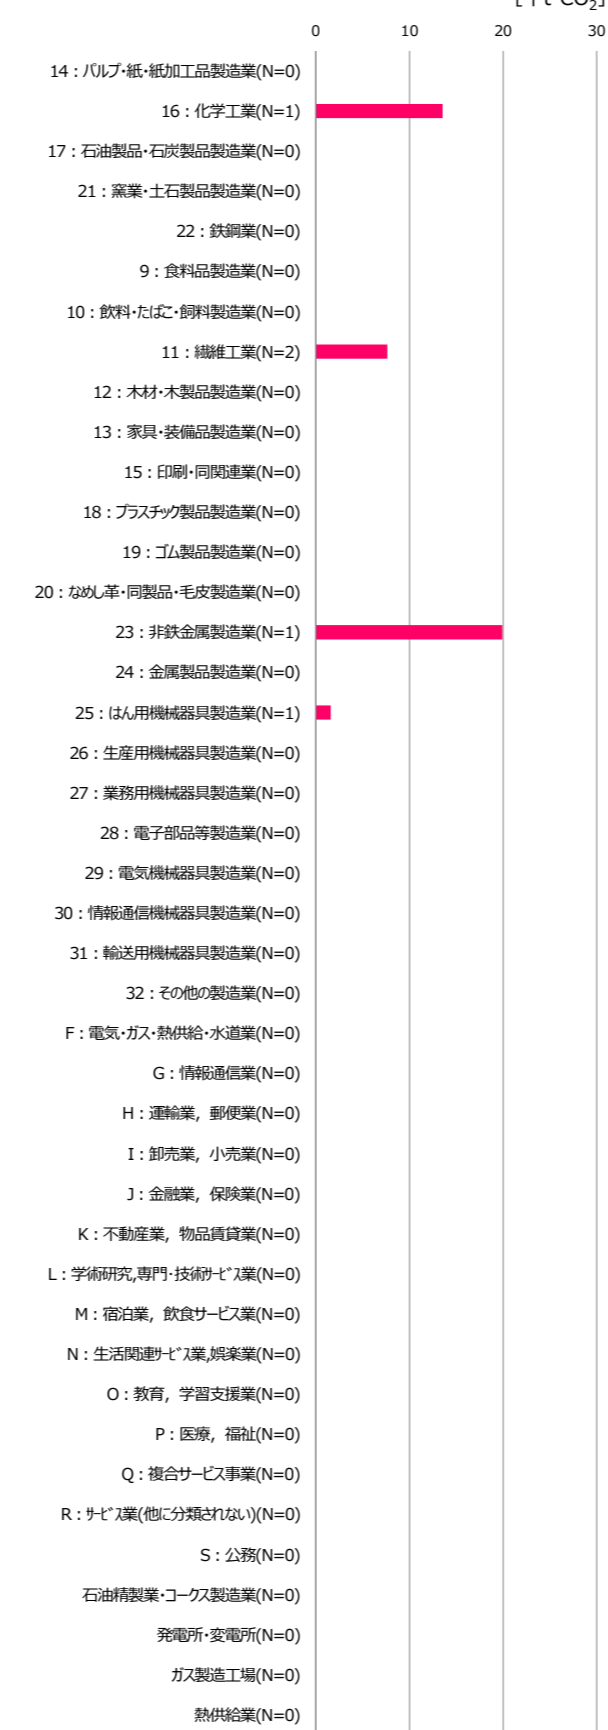 [千t-CO2]
0 10 20 30
14：パルプ・紙・紙加工品製造業(N=0)
16：化学工業(N=1)
17：石油製品・石炭製品製造業(N=0)
21：窯業・土石製品製造業(N=0)
22：鉄鋼業(N=0)
9：食料品製造業(N=0)
10：飲料・たばこ・飼料製造業(N=0)
11：繊維工業(N=2)
12：木材・木製品製造業(N=0)
13：家具・装備品製造業(N=0)
15：印刷・同関連業(N=0)
18：プラスチック製品製造業(N=0)
19：ゴム製品製造業(N=0)
20：なめし革・同製品・毛皮製造業(N=0)
23：非鉄金属製造業(N=1)
24：金属製品製造業(N=0)
25：はん用機械器具製造業(N=1)
26：生産用機械器具製造業(N=0)
27：業務用機械器具製造業(N=0)
28：電子部品等製造業(N=0)
29：電気機械器具製造業(N=0)
30：情報通信機械器具製造業(N=0)
31：輸送用機械器具製造業(N=0)
32：その他の製造業(N=0)
F：電気・ガス・熱供給・水道業(N=0)
G：情報通信業(N=0)
H：運輸業，郵便業(N=0)
I：卸売業，小売業(N=0)
J：金融業，保険業(N=0)
K：不動産業，物品賃貸業(N=0)
L：学術研究,専門・技術ｻｰﾋﾞｽ業(N=0)
M：宿泊業，飲食サービス業(N=0)
N：生活関連ｻｰﾋﾞｽ業,娯楽業(N=0)
O：教育，学習支援業(N=0)
P：医療，福祉(N=0)
Q：複合サービス事業(N=0)
R：ｻｰﾋﾞｽ業(他に分類されない)(N=0)
S：公務(N=0)
石油精製業・コークス製造業(N=0)
発電所・変電所(N=0)
ガス製造工場(N=0)
熱供給業(N=0)